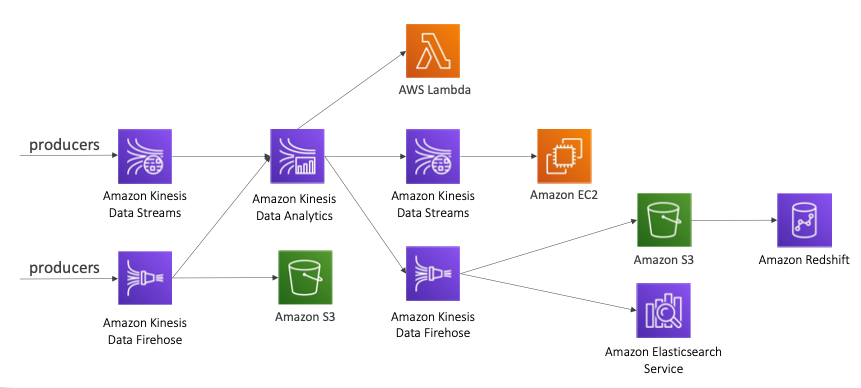 AWS Lambda
producers
Amazon Kinesis
Data Streams
Amazon Kinesis
Data Analytics
Amazon Kinesis
Data Streams
Amazon EC2
producers
Amazon Kinesis
Data Firehose
Amazon S3
Amazon Kinesis
Data Firehose
Amazon S3
Amazon Redshift
Amazon Elasticsearch
Service